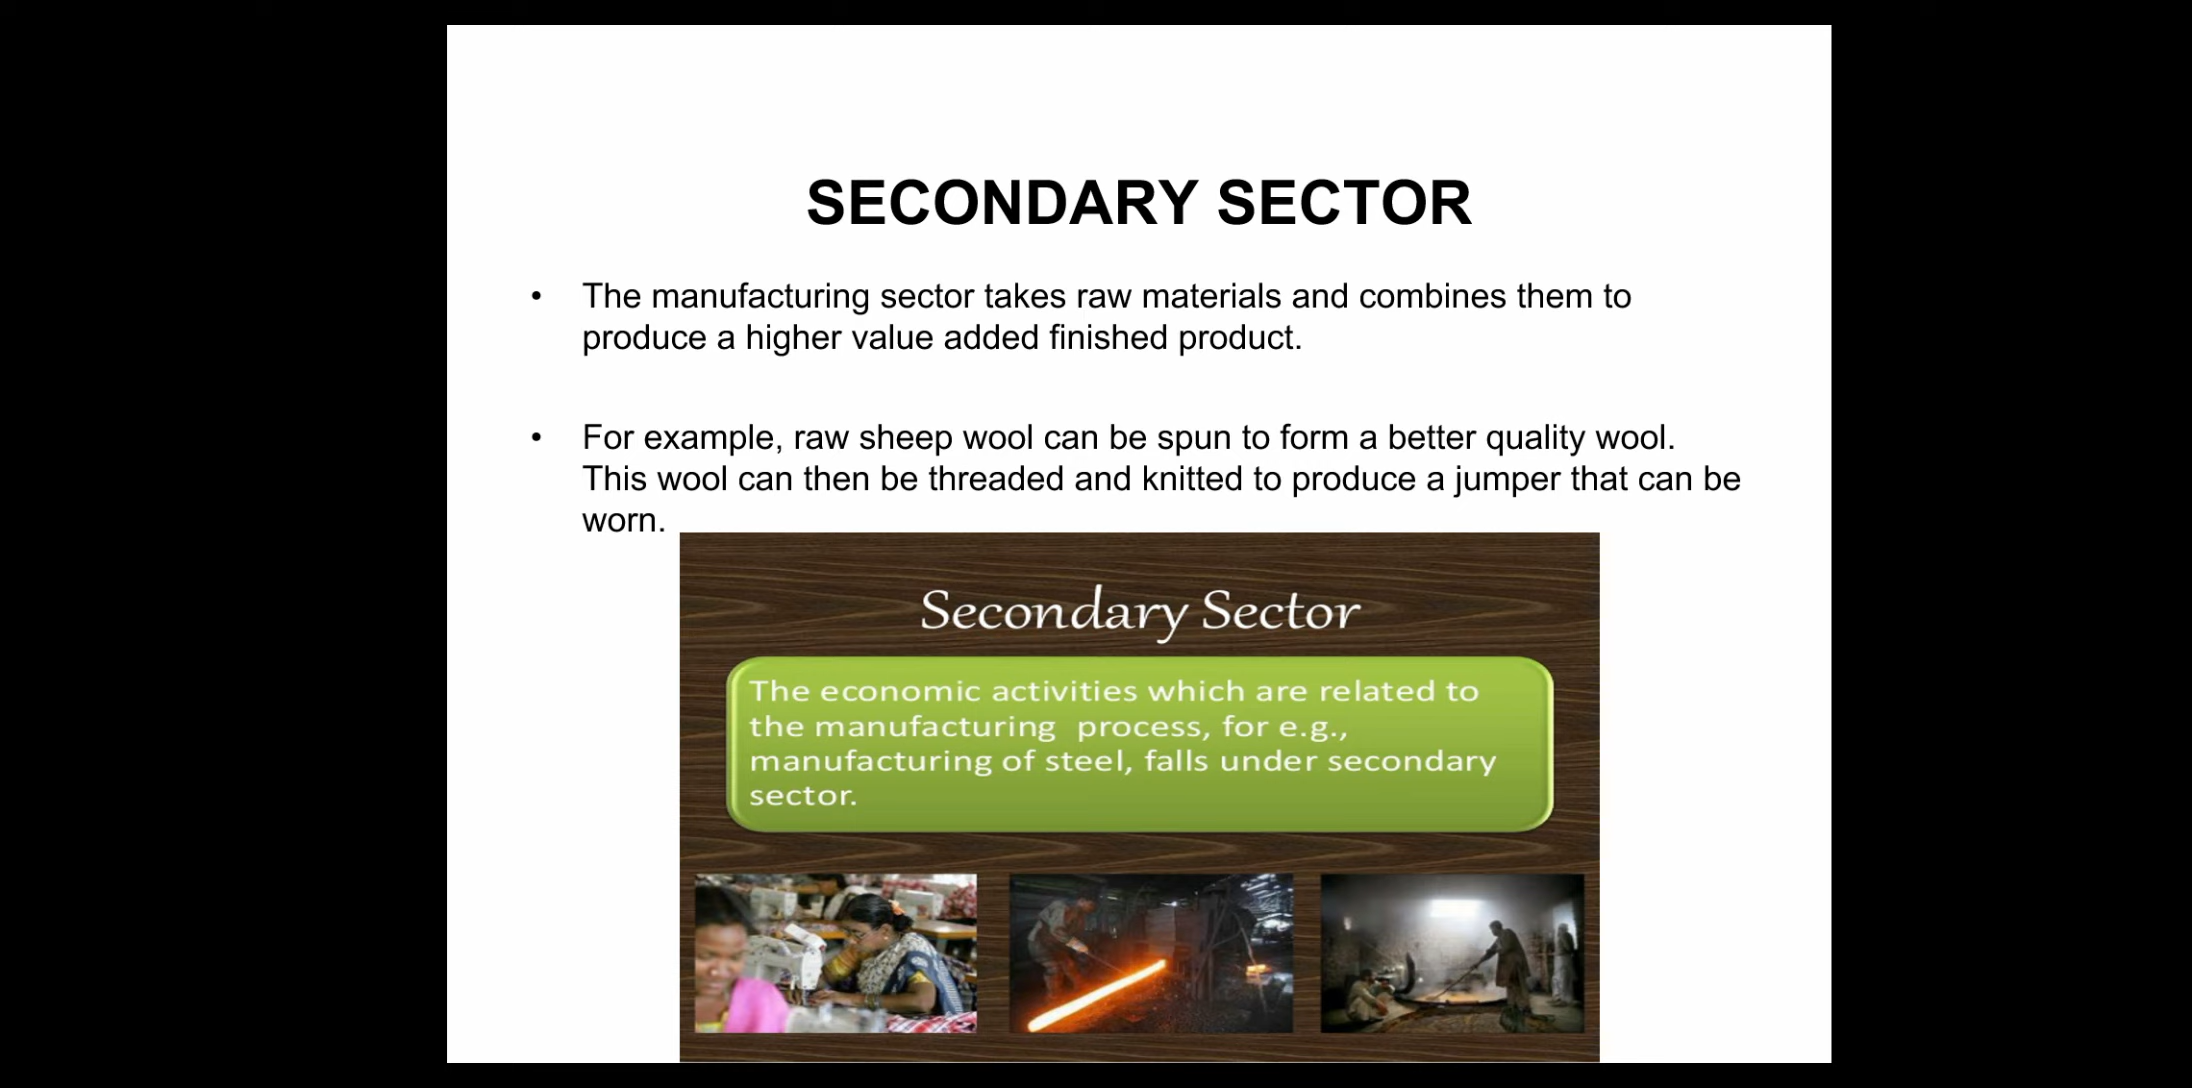 SECONDARY SECTOR
• The manufacturing sector takes raw materials and combines them to
produce a higher value added finished product.
• For example, raw sheep wool can be spun to form a better quality wool.
This wool can then be threaded and knitted to produce a jumper that can be
worn.
Secondary Sector
The economic activities which are related to
the manufacturing process, for e.g.,
manufacturing of steel, falls under secondary
sector.